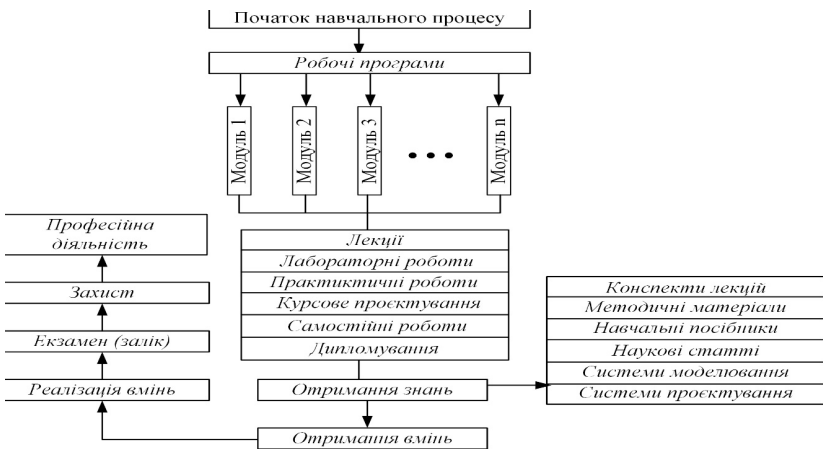 Початок навчального процесу
Робочі програми
Модуль 1
Модуль 2
Модуль 3
Модуль n
Лекції
Лабораторні роботи
Практиктичні роботи
Курсове проєктування
Самостійні роботи
Дипломування
Отримання знань
Отримання вмінь
Конспекти лекцій
Методичні матеріали
Навчальні посібники
Наукові статті
Системи моделювання
Системи проєктування
Професійна
діяльність
Захист
Екзамен (залік)
Реалізація вмінь